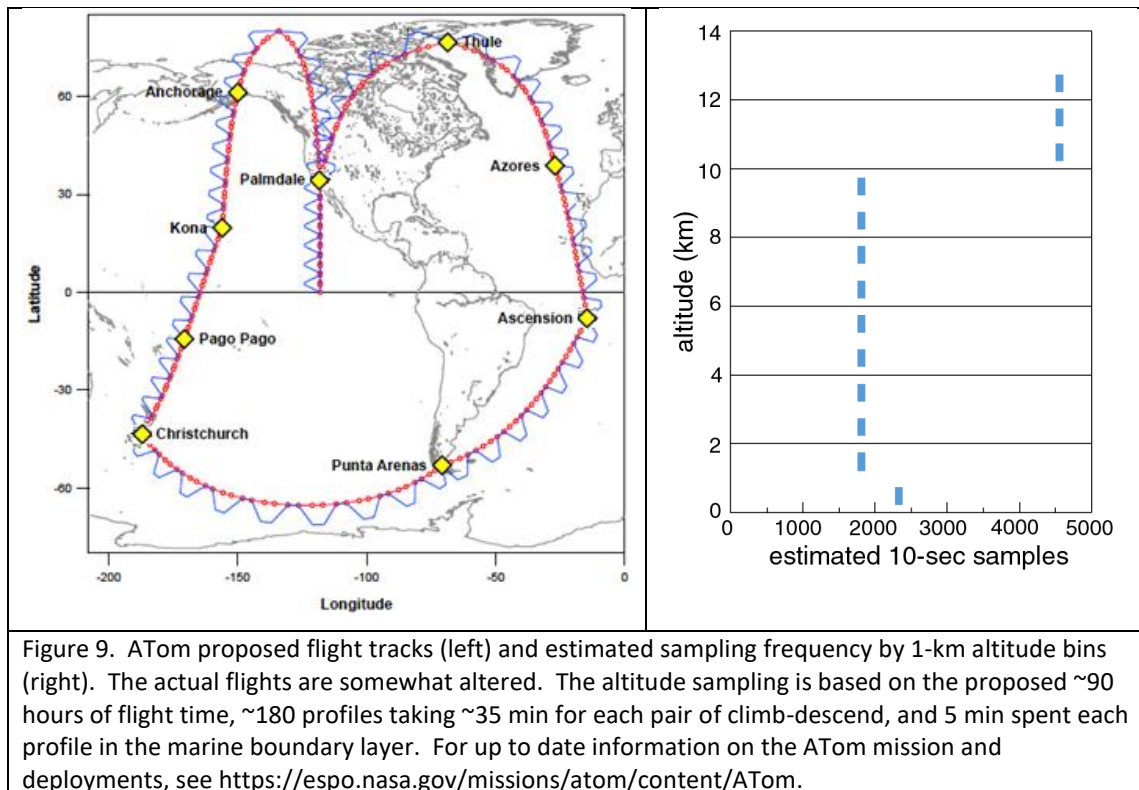 Thule
60
Anchorage
Azores
Palmdale
30
Kona
Latitude
0
Ascension
Pago Pago
-30
Christchurch
Punta Arenas
-60
-200 -150 -100 -50 0
Longitude
14
12
10
8
altitude (km)
6
4
2
0
0 1000 2000 3000 4000 5000
estimated 10-sec samples
Figure 9. ATom proposed flight tracks (left) and estimated sampling frequency by 1-km altitude bins
(right). The actual flights are somewhat altered. The altitude sampling is based on the proposed ~90
hours of flight time, ~180 profiles taking ~35 min for each pair of climb-descend, and 5 min spent each
profile in the marine boundary layer. For up to date information on the ATom mission and
deployments, see https://espo.nasa.gov/missions/atom/content/ATom.